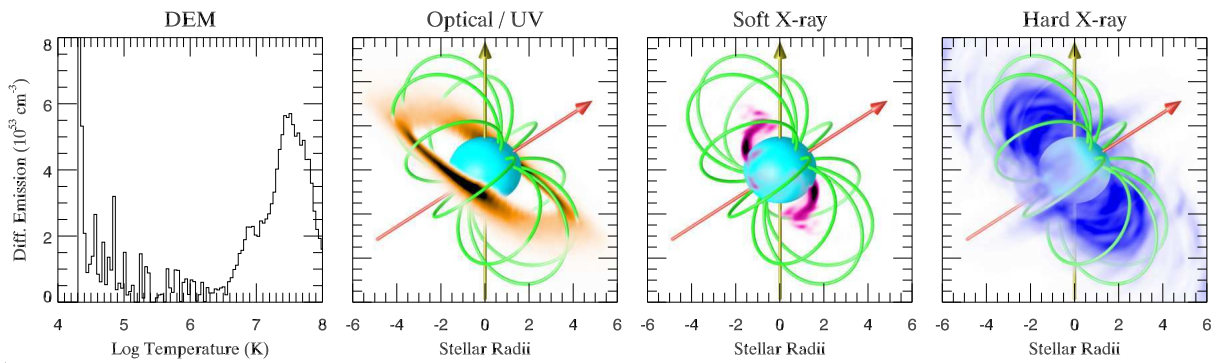 DEM
Optical / UV
Soft X-ray
Hard X-ray
Diff. Emission (10⁵³ cm⁻³)
8
6
4
2
0
4 5 6 7 8
-6 -4 -2 0 2 4 6
-6 -4 -2 0 2 4 6
-6 -4 -2 0 2 4 6
Log Temperature (K)
Stellar Radii
Stellar Radii
Stellar Radii